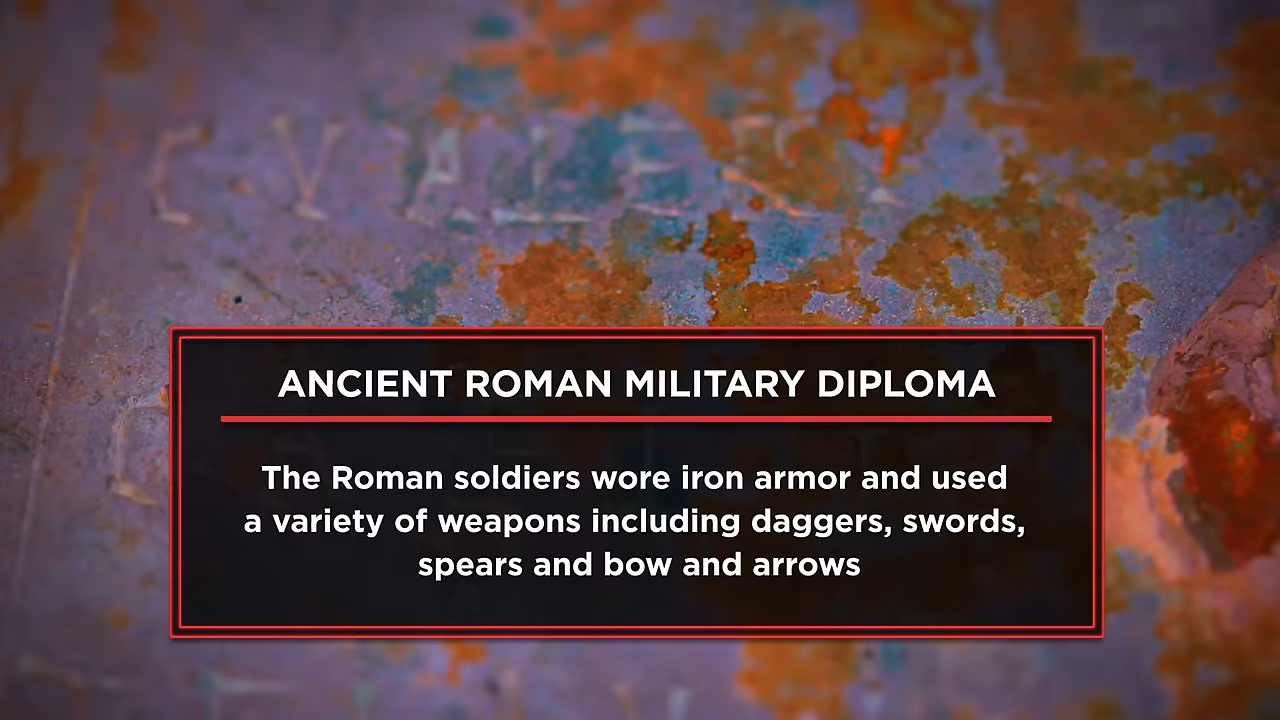 ANCIENT ROMAN MILITARY DIPLOMA
The Roman soldiers wore iron armor and used
a variety of weapons including daggers, swords,
spears and bow and arrows